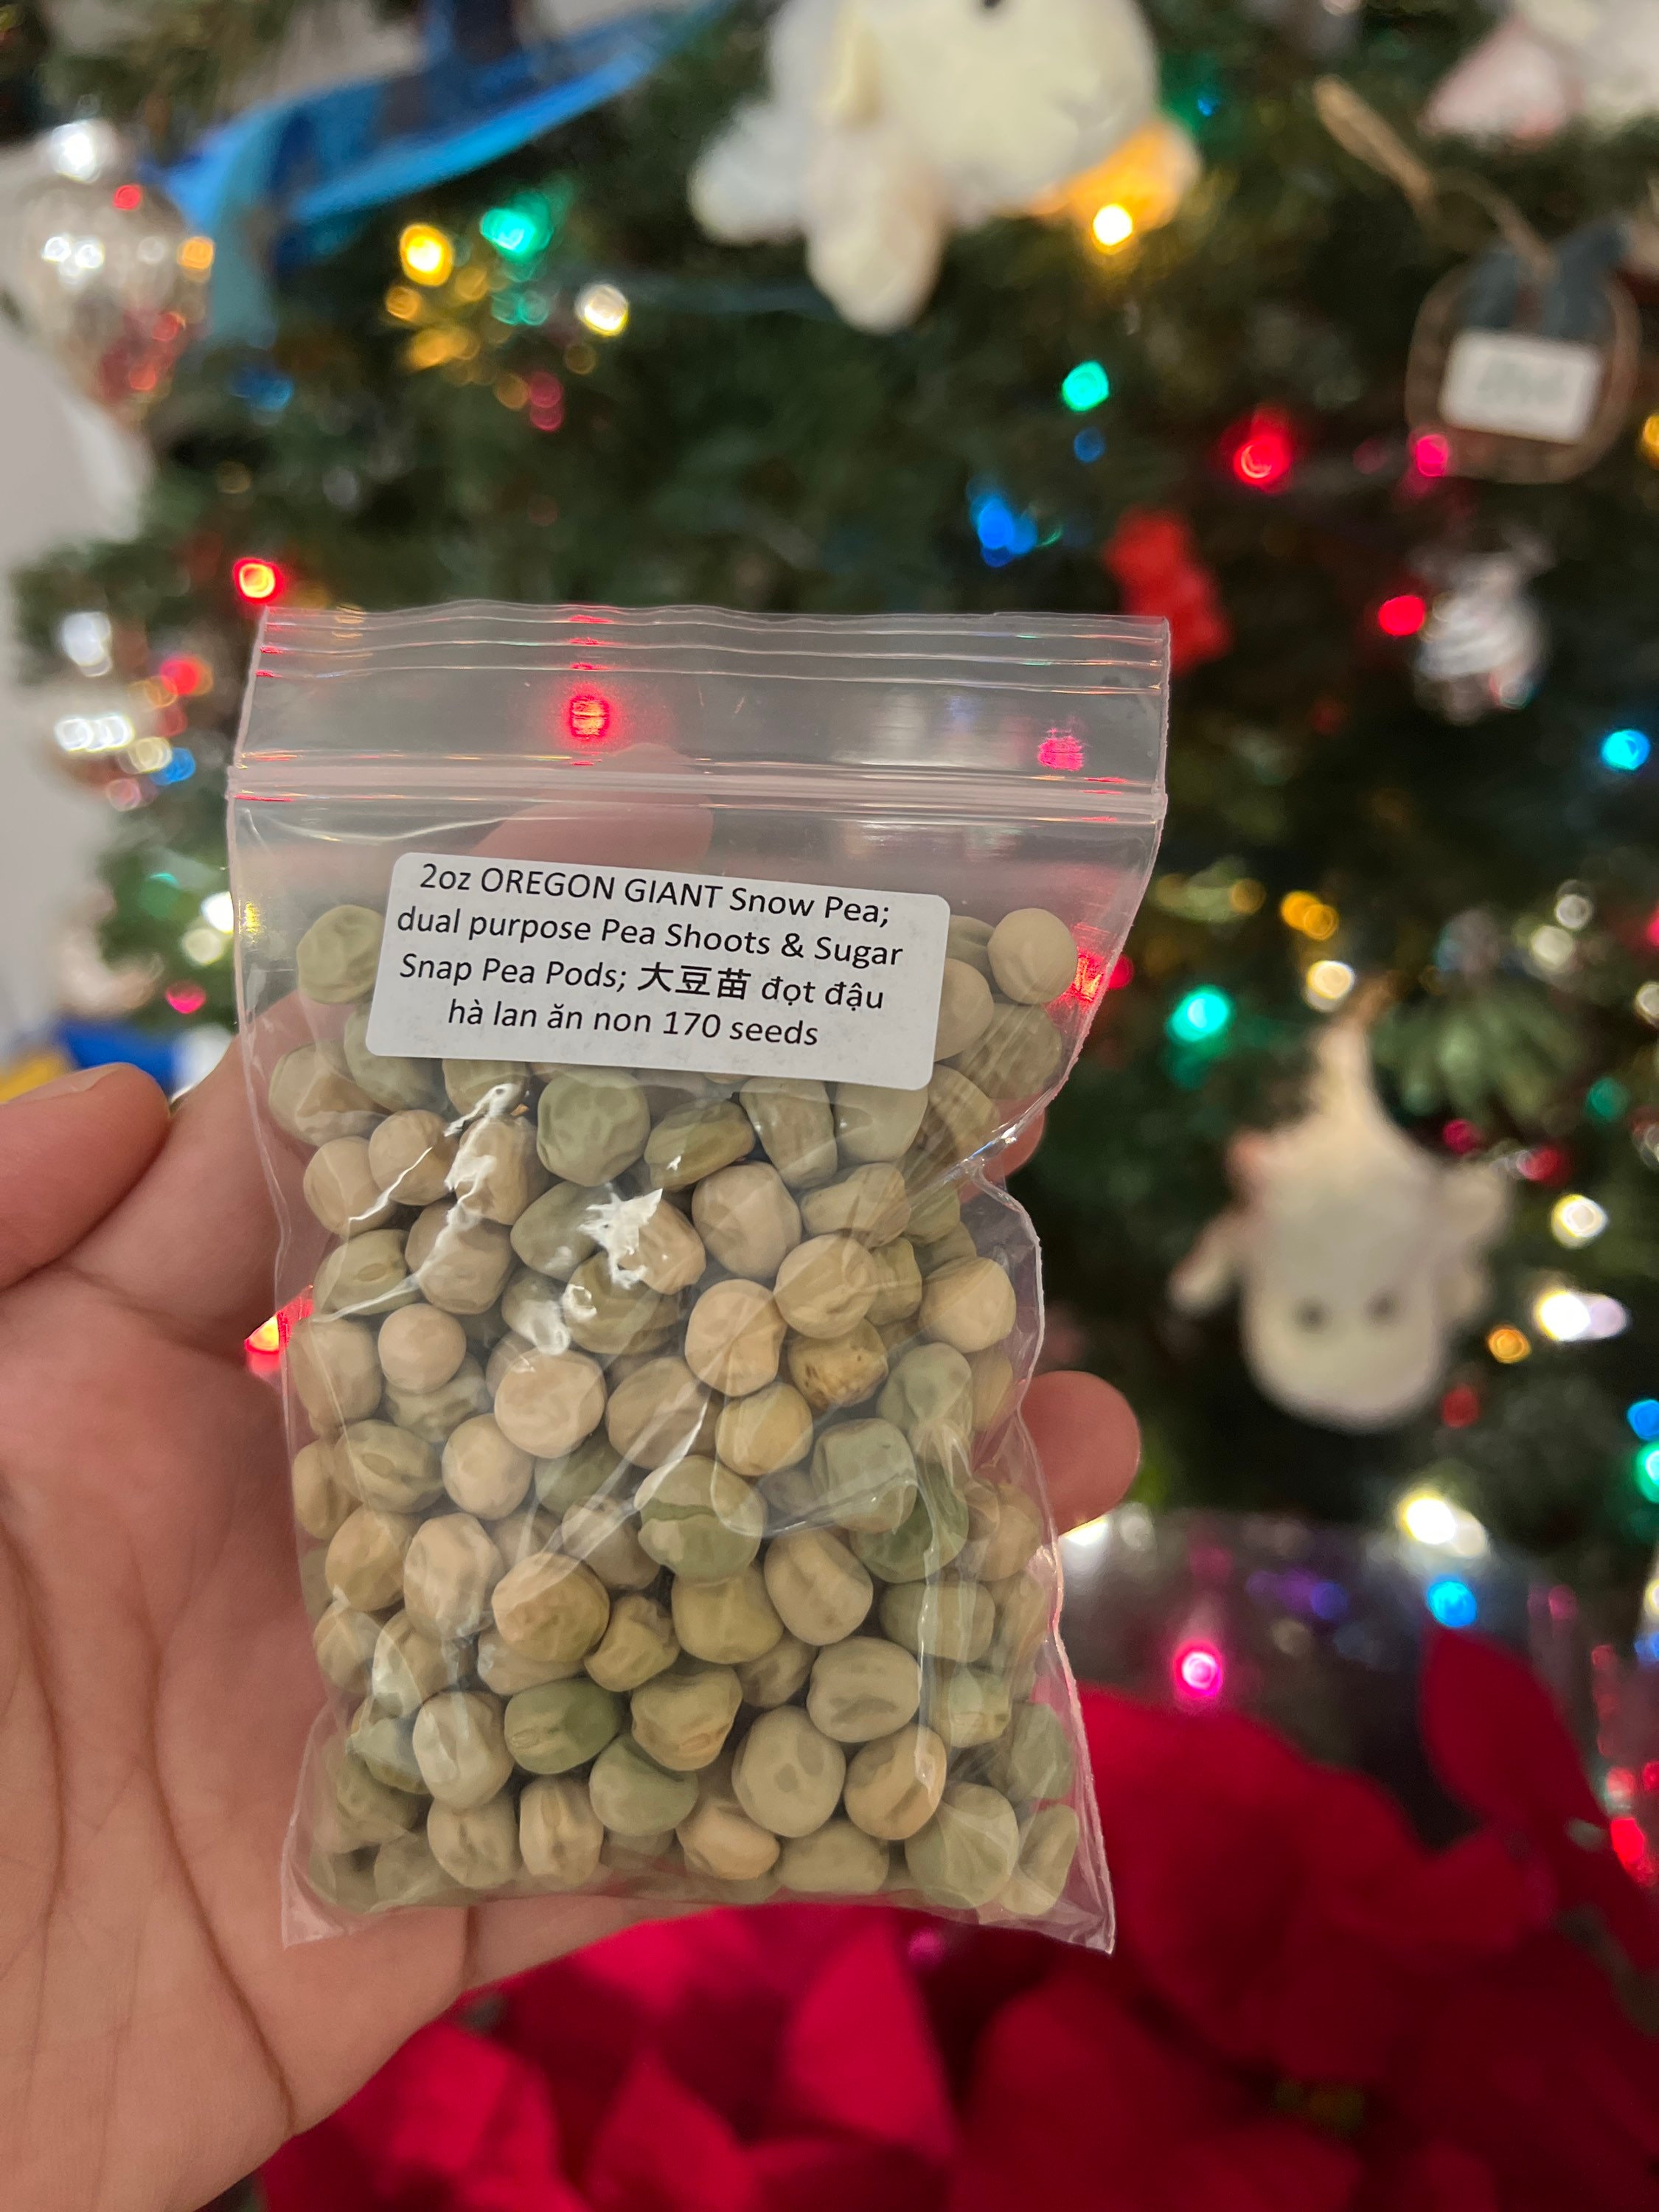 2oz OREGON GIANT Snow Pea;
dual purpose Pea Shoots & Sugar
Snap Pea Pods; 大豆苗 đọt đậu
hà lan ăn non 170 seeds